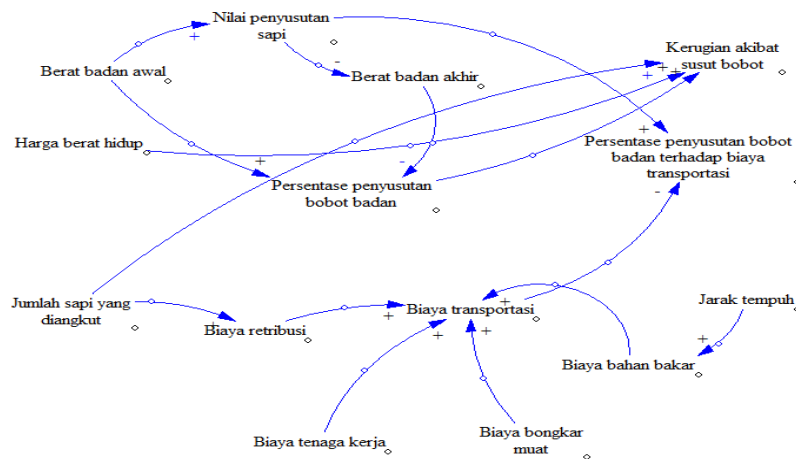 Nilai penyusutan
sapi
+
-
Kerugian akibat
susut bobot
+
+
+
Berat badan awal
Berat badan akhir
Harga berat hidup
+
-
+
Persentase penyusutan bobot
badan terhadap biaya
transportasi
-
Persentase penyusutan
bobot badan
Jumlah sapi yang
diangkut
+
Biaya retribusi
+
Biaya transportasi
+
+
+
Jarak tempuh
+
Biaya bahan bakar
Biaya tenaga kerja
Biaya bongkar
muat